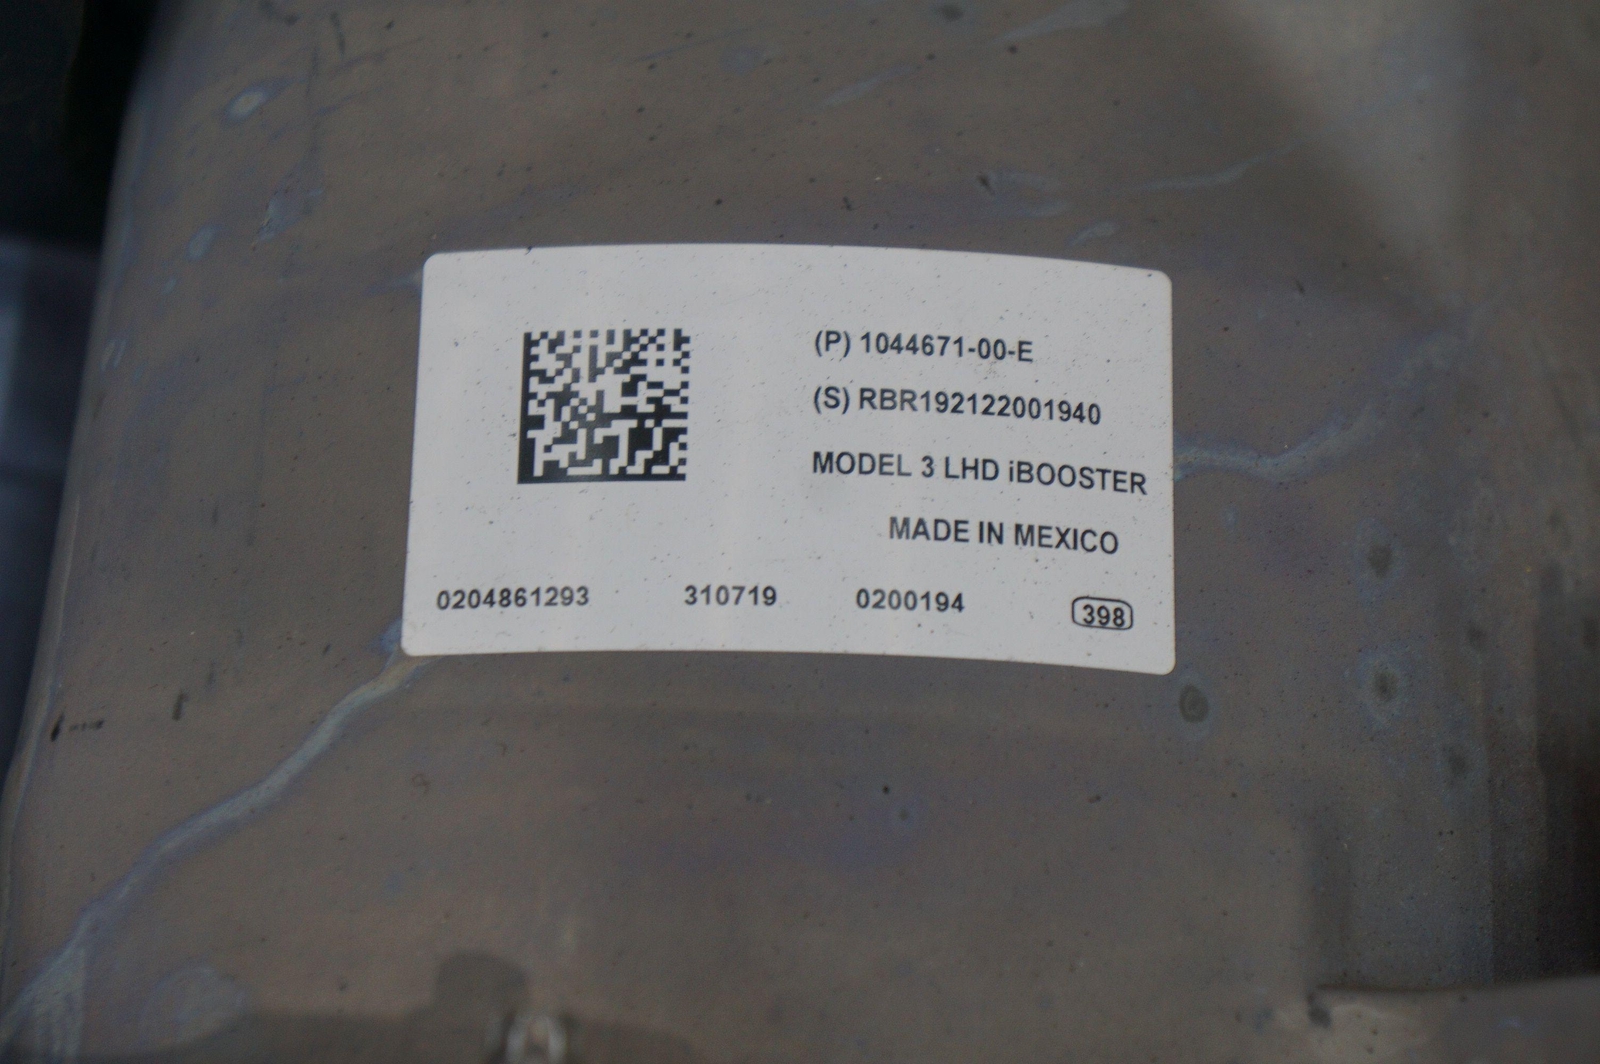 (P) 1044671-00-E
(S) RBR192122001940
MODEL 3 LHD iBOOSTER
MADE IN MEXICO
0204861293 310719 0200194 398